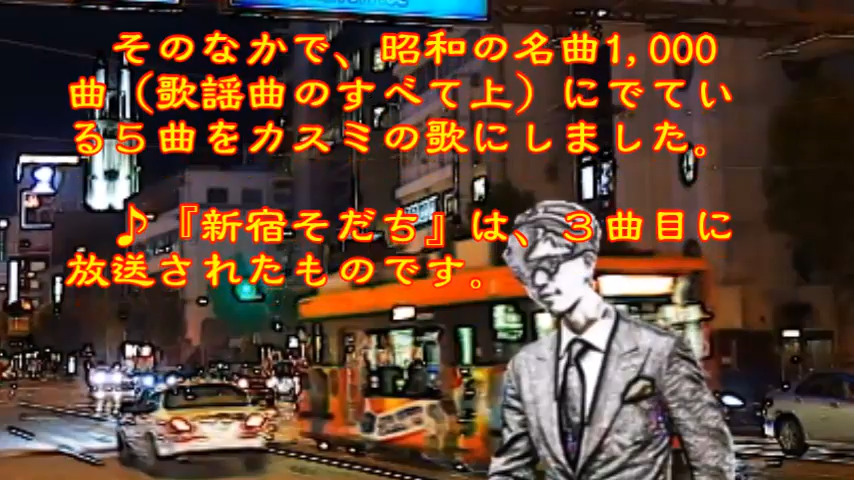 そのなかで、昭和の名曲1,000
曲（歌謡曲のすべて上）にでてい
る５曲をカスミの歌にしました。
♪『新宿そだち』は、３曲目に
放送されたものです。